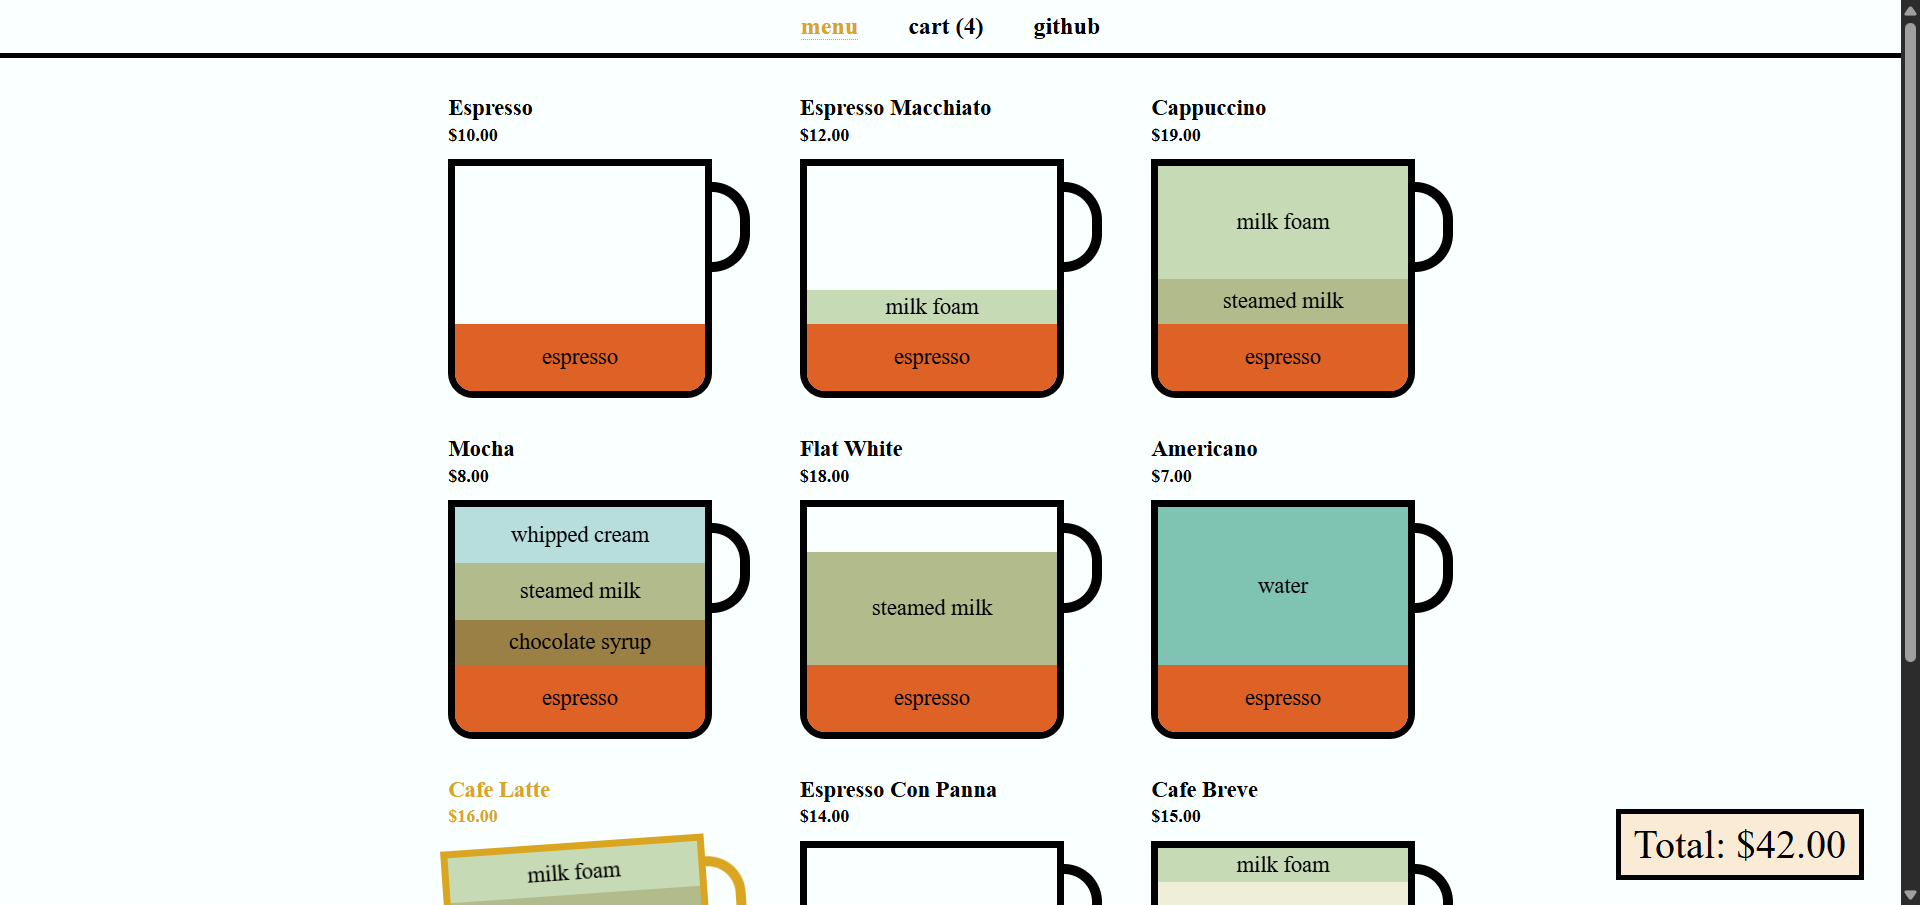 menu cart (4) github
Espresso
$10.00
espresso
Espresso Macchiato
$12.00
milk foam
espresso
Cappuccino
$19.00
milk foam
steamed milk
espresso
Mocha
$8.00
whipped cream
steamed milk
chocolate syrup
espresso
Flat White
$18.00
steamed milk
espresso
Americano
$7.00
water
espresso
Cafe Latte
$16.00
milk foam
Espresso Con Panna
$14.00
Cafe Breve
$15.00
milk foam
Total: $42.00